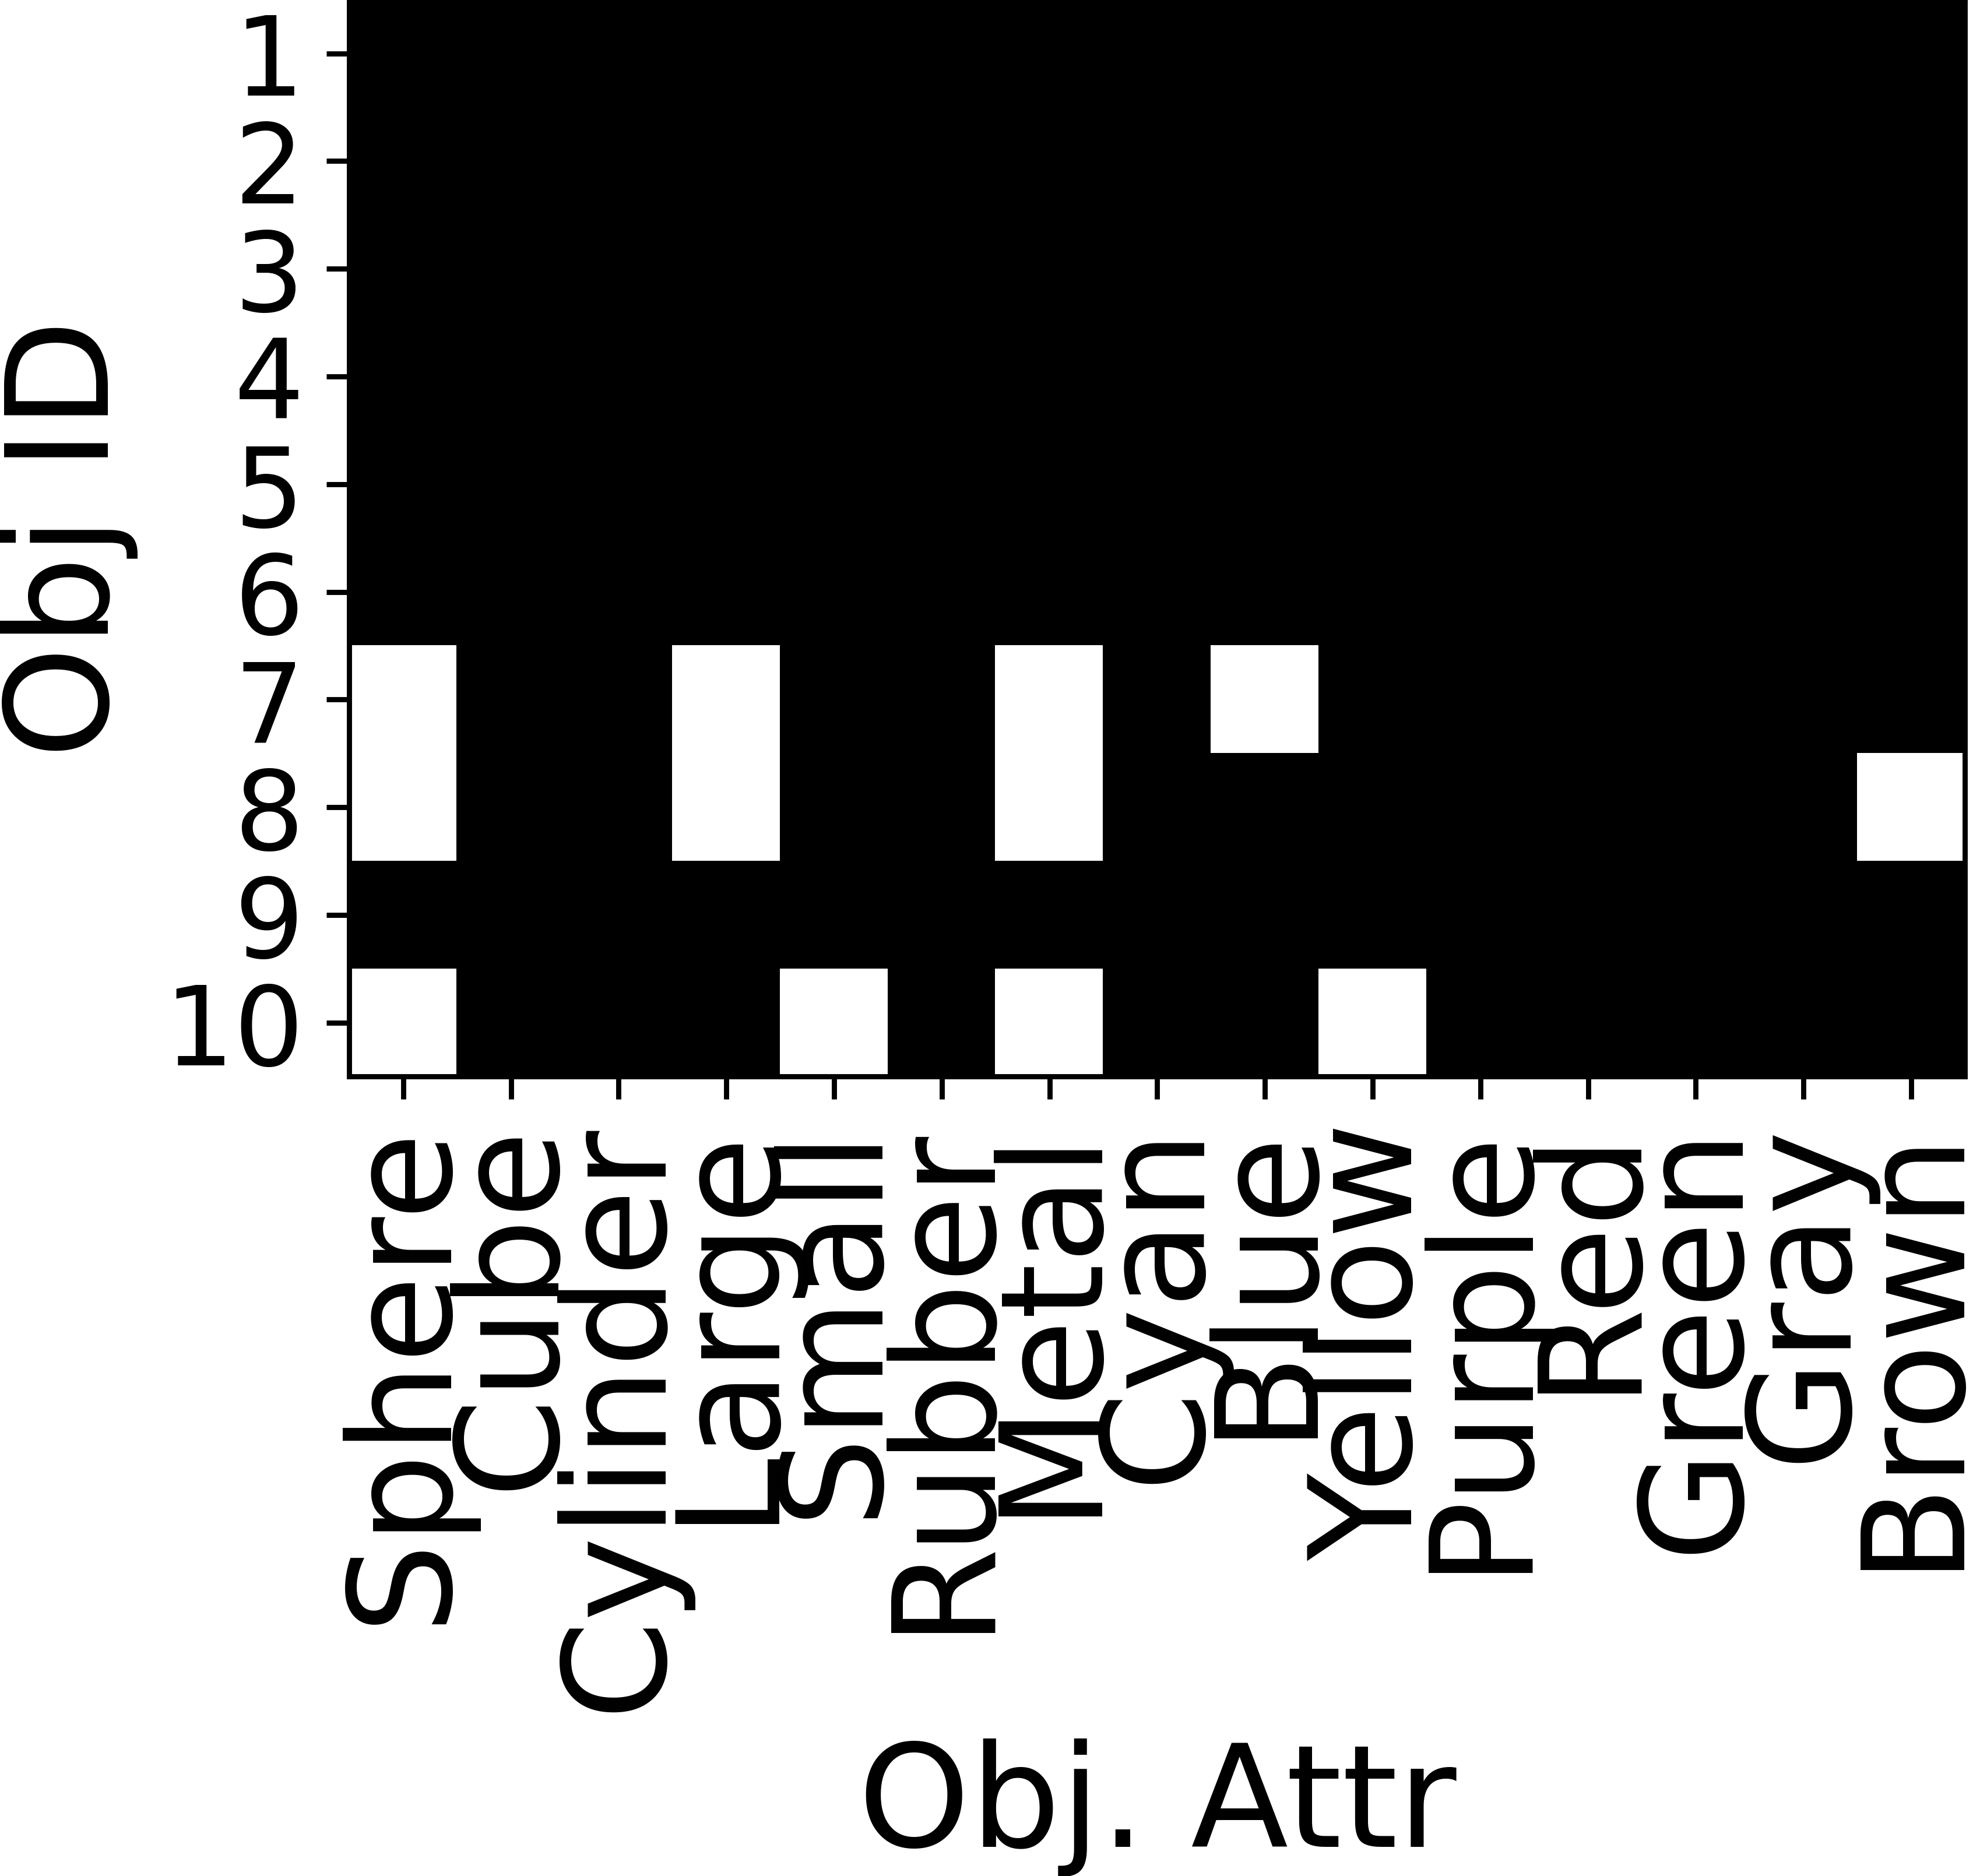 Obj ID
1
2
3
4
5
6
7
8
9
10
Sphere
Cube
Cylinder
Large
Small
Rubber
Metal
Cyan
Blue
Yellow
Purple
Red
Green
Gray
Brown
Obj. Attr